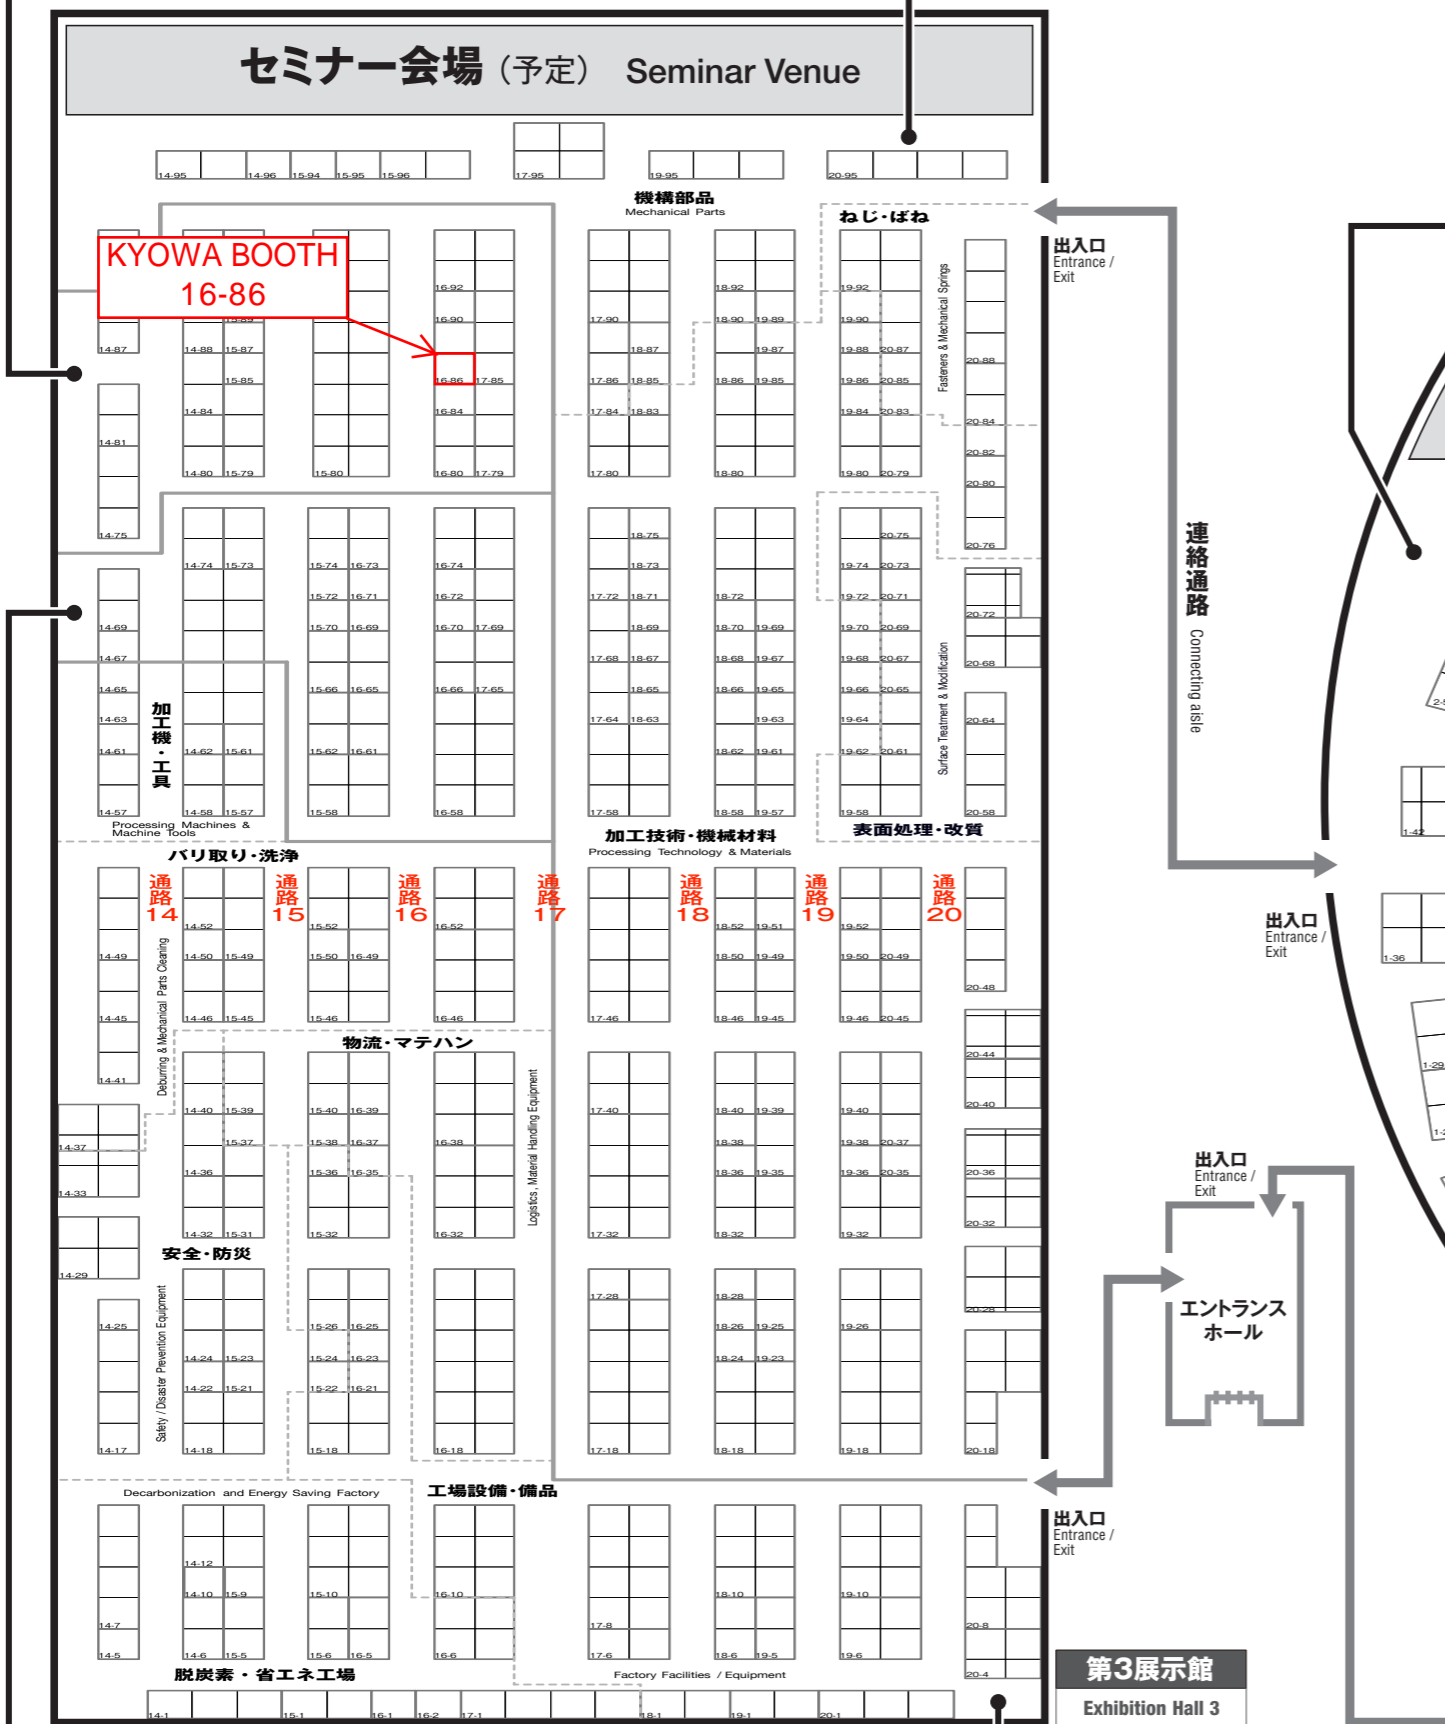 セミナー会場（予定） Seminar Venue
14-95 14-96 15-94 15-95 15-96 17-95 19-95 20-95
機構部品
Mechanical Parts
ねじ・ばね
Fasteners & Mechanical Springs
出入口
Entrance /
Exit
KYOWA BOOTH
16-86
16-92 18-92 19-92
15-89 16-90 17-90 18-90 19-89 19-90
14-87 14-88 15-87 18-87 19-87 19-88 20-87 20-88
15-85 16-86 17-85 17-86 18-85 18-86 19-85 19-86 20-85
14-84 16-84 17-84 18-83 19-84 20-83 20-84
14-81 20-82
14-80 15-79 15-80 16-80 17-79 17-80 18-80 19-80 20-79 20-80
14-75 18-75 20-75 20-76
14-74 15-73 15-74 16-73 16-74 18-73 19-74 20-73
15-72 16-71 16-72 17-72 18-71 18-72 19-72 20-71 20-72
14-69 15-70 16-69 16-70 17-69 18-69 18-70 19-69 19-70 20-69
14-67 17-68 18-67 18-68 19-67 19-68 20-67 20-68
14-65 15-66 16-65 16-66 17-65 18-65 18-66 19-65 19-66 20-65
14-63 17-64 18-63 19-63 19-64 20-64
14-61 14-62 15-61 15-62 16-61 18-62 19-61 19-62 20-61
14-57 14-58 15-57 15-58 16-58 17-58 18-58 19-57 19-58 20-58
加工機・工具
Processing Machines &
Machine Tools
Surface Treatment & Modification
連絡通路 Connecting aisle
加工技術・機械材料
Processing Technology & Materials
表面処理・改質
バリ取り・洗浄
Deburring & Mechanical Parts Cleaning
通路14 通路15 通路16 通路17 通路18 通路19 通路20
14-52 15-52 16-52 18-52 19-51 19-52
14-49 14-50 15-49 15-50 16-49 18-50 19-49 19-50 20-49
20-48
14-45 14-46 15-45 15-46 16-46 17-46 18-46 19-45 19-46 20-45
出入口
Entrance /
Exit
1-42
1-36
1-29
物流・マテハン
Logistics, Material Handling Equipment
20-44
14-41
14-40 15-39 15-40 16-39 17-40 18-40 19-39 19-40 20-40
14-37 15-37 15-38 16-37 16-38 18-38 19-38 20-37
14-36 15-36 16-35 18-36 19-35 19-36 20-35 20-36
14-33
14-32 15-31 15-32 16-32 17-32 18-32 19-32 20-32
出入口
Entrance /
Exit
エントランス
ホール
安全・防災
Safety / Disaster Prevention Equipment
14-29
17-28 18-28 20-28
14-25 15-26 16-25 18-26 19-25 19-26
14-24 15-23 15-24 16-23 18-24 19-23
14-22 15-21 15-22 16-21
14-17 14-18 15-18 16-18 17-18 18-18 19-18 20-18
Decarbonization and Energy Saving Factory
工場設備・備品
出入口
Entrance /
Exit
14-12
14-10 15-9 15-10 16-10 18-10 19-10
14-7 17-8 20-8
14-5 14-6 15-5 15-6 16-5 16-6 17-6 18-6 19-5 19-6
20-4
脱炭素・省エネ工場
Factory Facilities / Equipment
14-1 15-1 16-1 16-2 17-1 18-1 19-1 20-1
第3展示館
Exhibition Hall 3